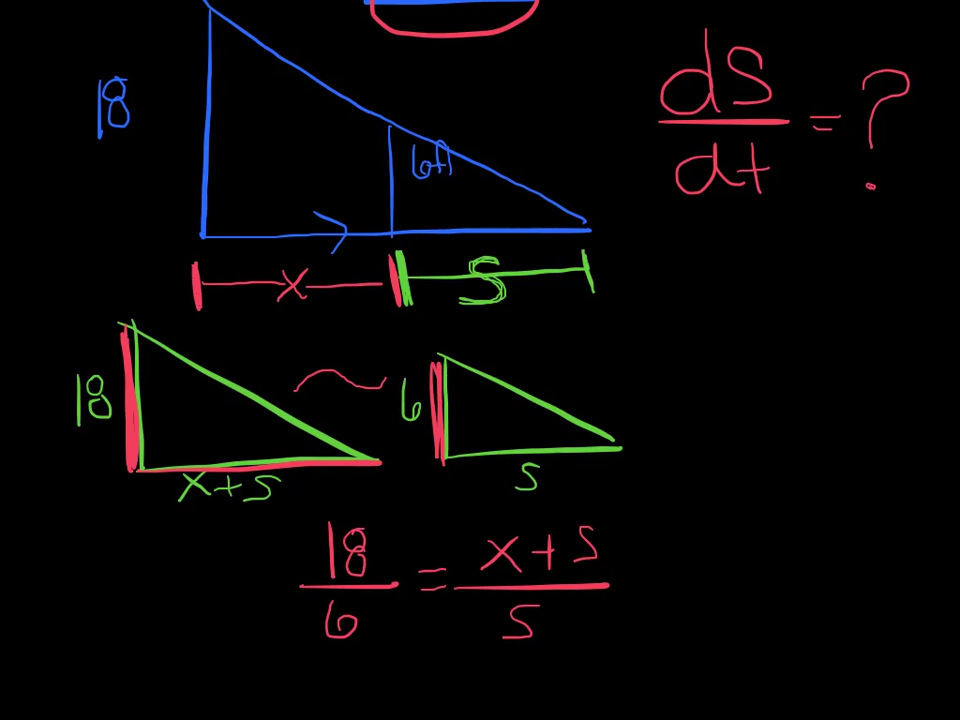 18
6ft
dS/dt = ?
x
S
18
x+s
~
6
s
18/6 = x+s/s